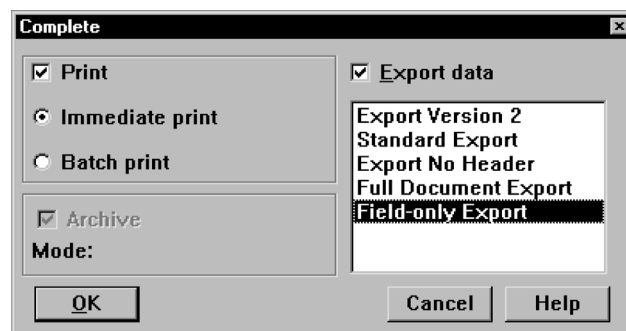 Complete
Print
Immediate print
Batch print
Archive
Mode:
Export data
Export Version 2
Standard Export
Export No Header
Full Document Export
Field-only Export
OK
Cancel
Help